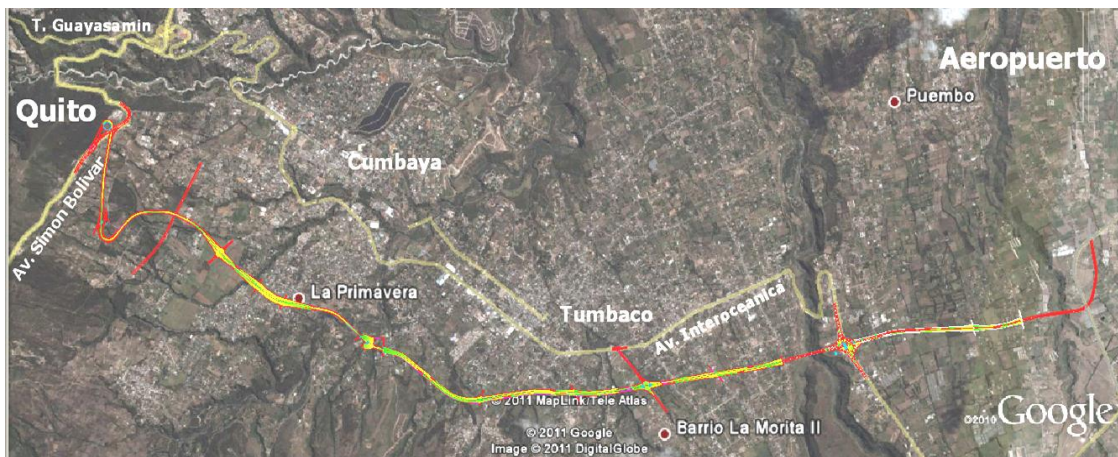 T. Guayasamin
Aeropuerto
Puembo
Quito
Cumbaya
Av. Simon Bolivar
La Primavera
Tumbaco
Av. Interoceanica
© 2011 MapLink/Tele Atlas
©2010 Google
Barrio La Morita II
© 2011 Google
Image © 2011 DigitalGlobe